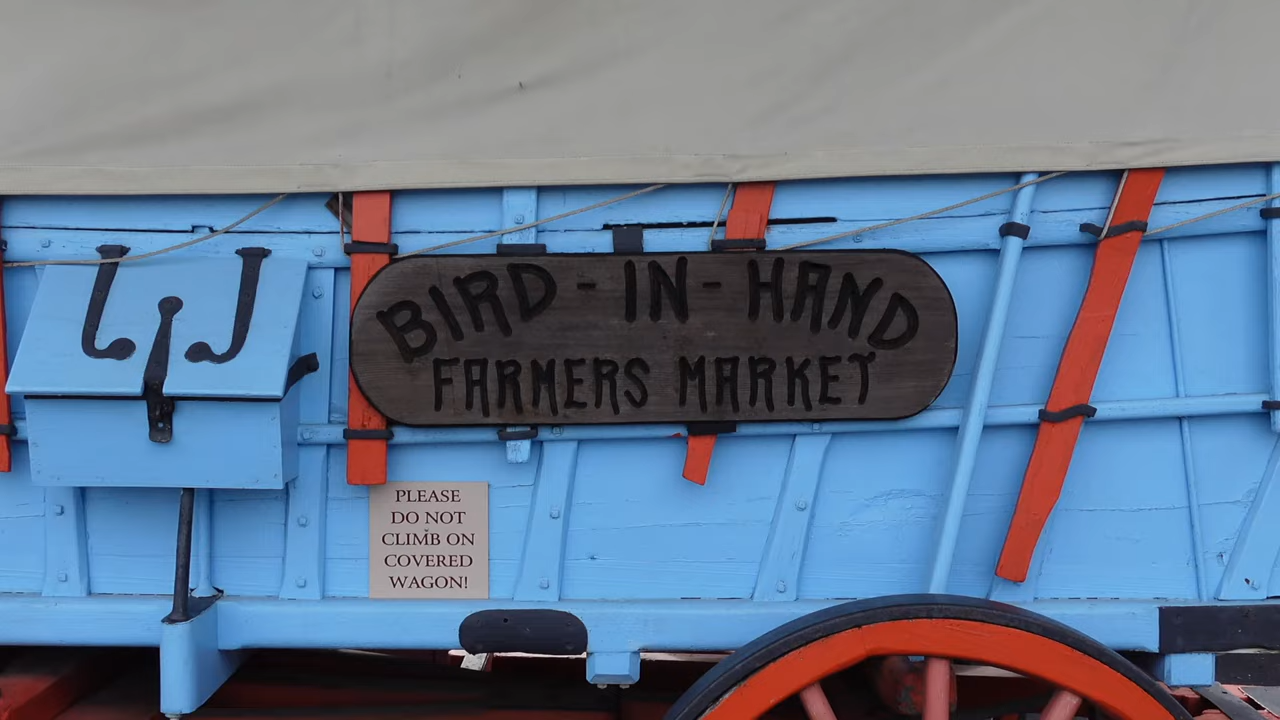 BIRD-IN-HAND
FARMERS MARKET
PLEASE
DO NOT
CLIMB ON
COVERED
WAGON!